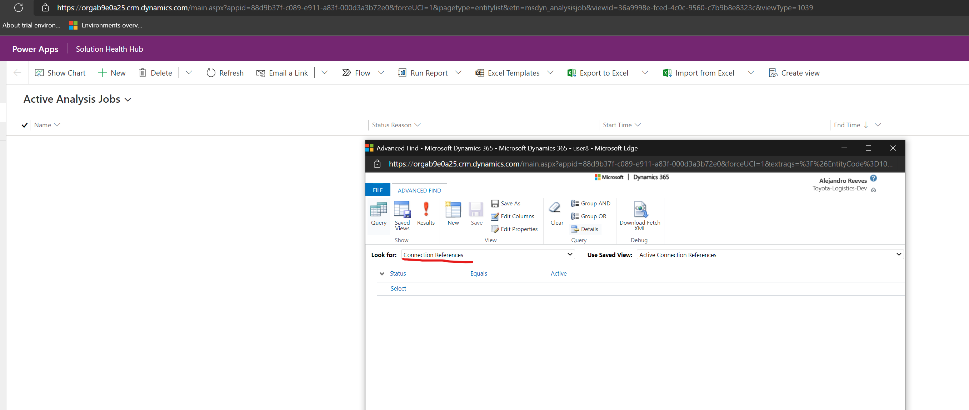 https://orgab9e0a25.crm.dynamics.com/main.aspx?appid=88d9b37f-c089-e911-a83f-000d3a3b72e0&forceUCI=1&pagetype=entitylist&etn=msdyn_analysisjob&viewid=36a9998e-fced-4c0c-9560-c7b9b8e8323c&viewType=1039
About trial environ...
Environments overv...
Power Apps
Solution Health Hub
Show Chart
New
Delete
Refresh
Email a Link
Flow
Run Report
Excel Templates
Export to Excel
Import from Excel
Create view
Active Analysis Jobs
Name
Status Reason
Start Time
End Time
Advanced Find - Microsoft Dynamics 365 - Microsoft Dynamics 365 - user8 - Microsoft Edge
https://orgab9e0a25.crm.dynamics.com/main.aspx?appid=88d9b37f-c089-e911-a83f-000d3a3b72e0&forceUCI=1&extraqs=%3F%26EntityCode%3D10...
Microsoft
Dynamics 365
Alejandro Reeves
Toyota-Logistics-Dev
FILE
ADVANCED FIND
Query
Saved Views
Results
New
Save
Save As
Edit Columns
Edit Properties
Clear
Group AND
Group OR
Details
Download Fetch XML
Show
View
Query
Debug
Look for:
Connection References
Use Saved View:
Active Connection References
Status
Equals
Active
Select